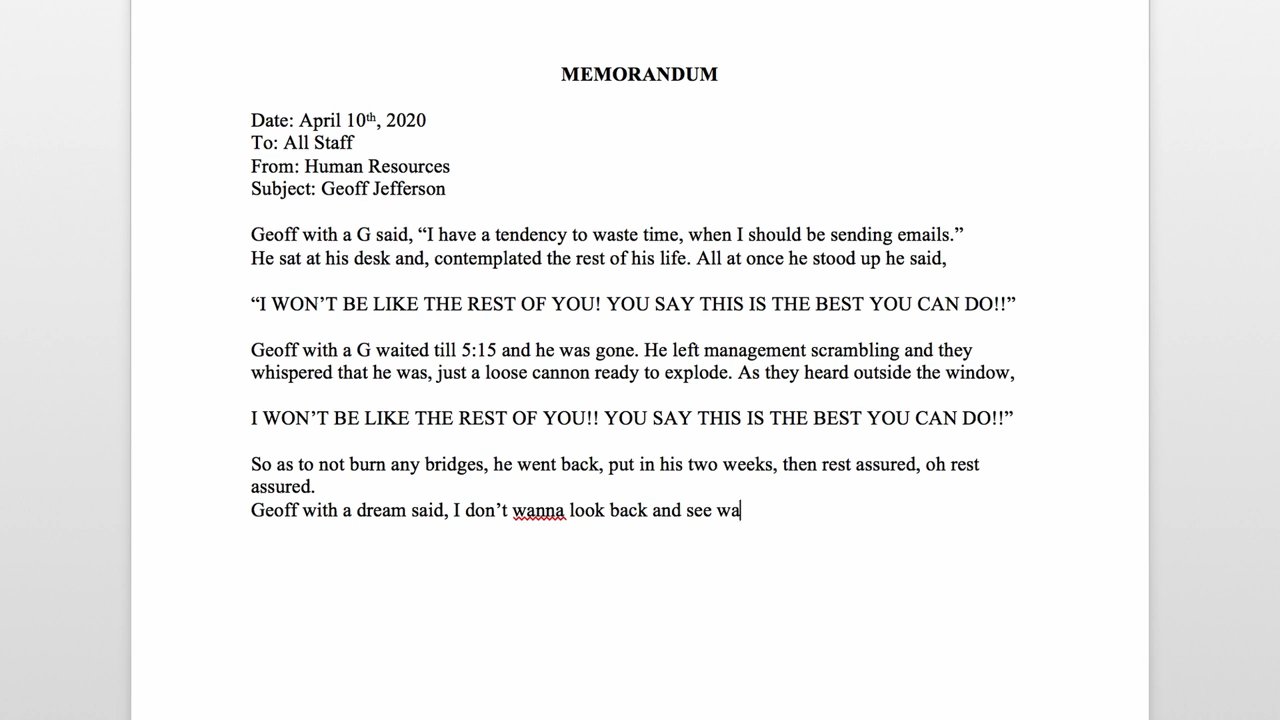 MEMORANDUM
Date: April 10th, 2020
To: All Staff
From: Human Resources
Subject: Geoff Jefferson
Geoff with a G said, “I have a tendency to waste time, when I should be sending emails.”
He sat at his desk and, contemplated the rest of his life. All at once he stood up he said,
“I WON’T BE LIKE THE REST OF YOU! YOU SAY THIS IS THE BEST YOU CAN DO!!”
Geoff with a G waited till 5:15 and he was gone. He left management scrambling and they
whispered that he was, just a loose cannon ready to explode. As they heard outside the window,
I WON’T BE LIKE THE REST OF YOU!! YOU SAY THIS IS THE BEST YOU CAN DO!!”
So as to not burn any bridges, he went back, put in his two weeks, then rest assured, oh rest
assured.
Geoff with a dream said, I don’t wanna look back and see wa